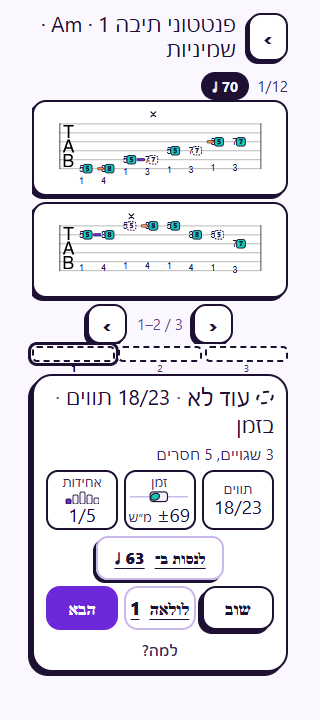 פנטטוני תיבה 1 · Am ·
שמיניות
1/12
♩ 70
T
A
B
1 4 1 3 1 3 1 3
T
A
B
1 4 1 4 1 4 1 3
1–2 / 3
1 2 3
עוד לא · 18/23 תווים ·
בזמן
3 שגויים, 5 חסרים
תווים
18/23
זמן
±69 מ״ש
אחידות
1/5
לנסות ב־ 63 ♩
שוב
לולאה 1
הבא
למה?